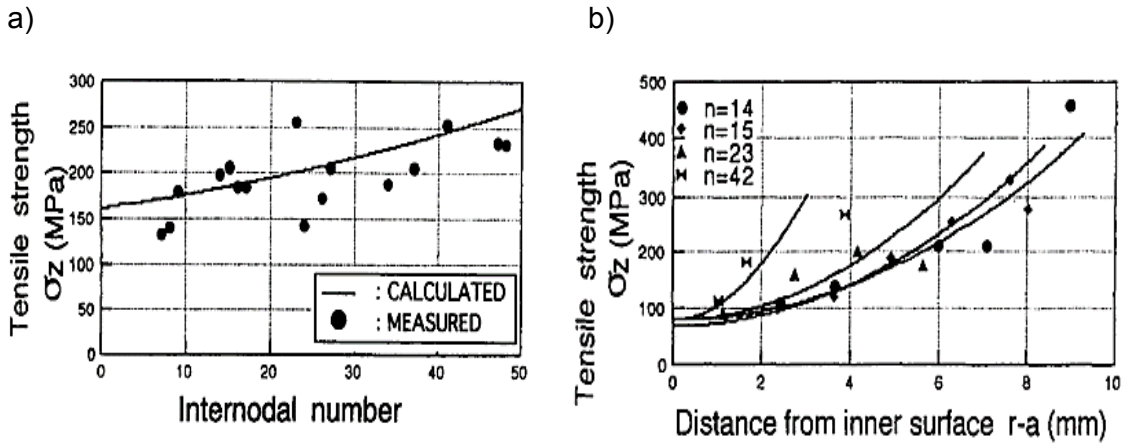 a)
b)
300
250
200
150
100
50
0
0 10 20 30 40 50
Tensile strength
σz (MPa)
Internodal number
— : CALCULATED
● : MEASURED
500
400
300
200
100
0
0 2 4 6 8 10
Tensile strength
σz (MPa)
Distance from inner surface r-a (mm)
n=14
n=15
n=23
n=42